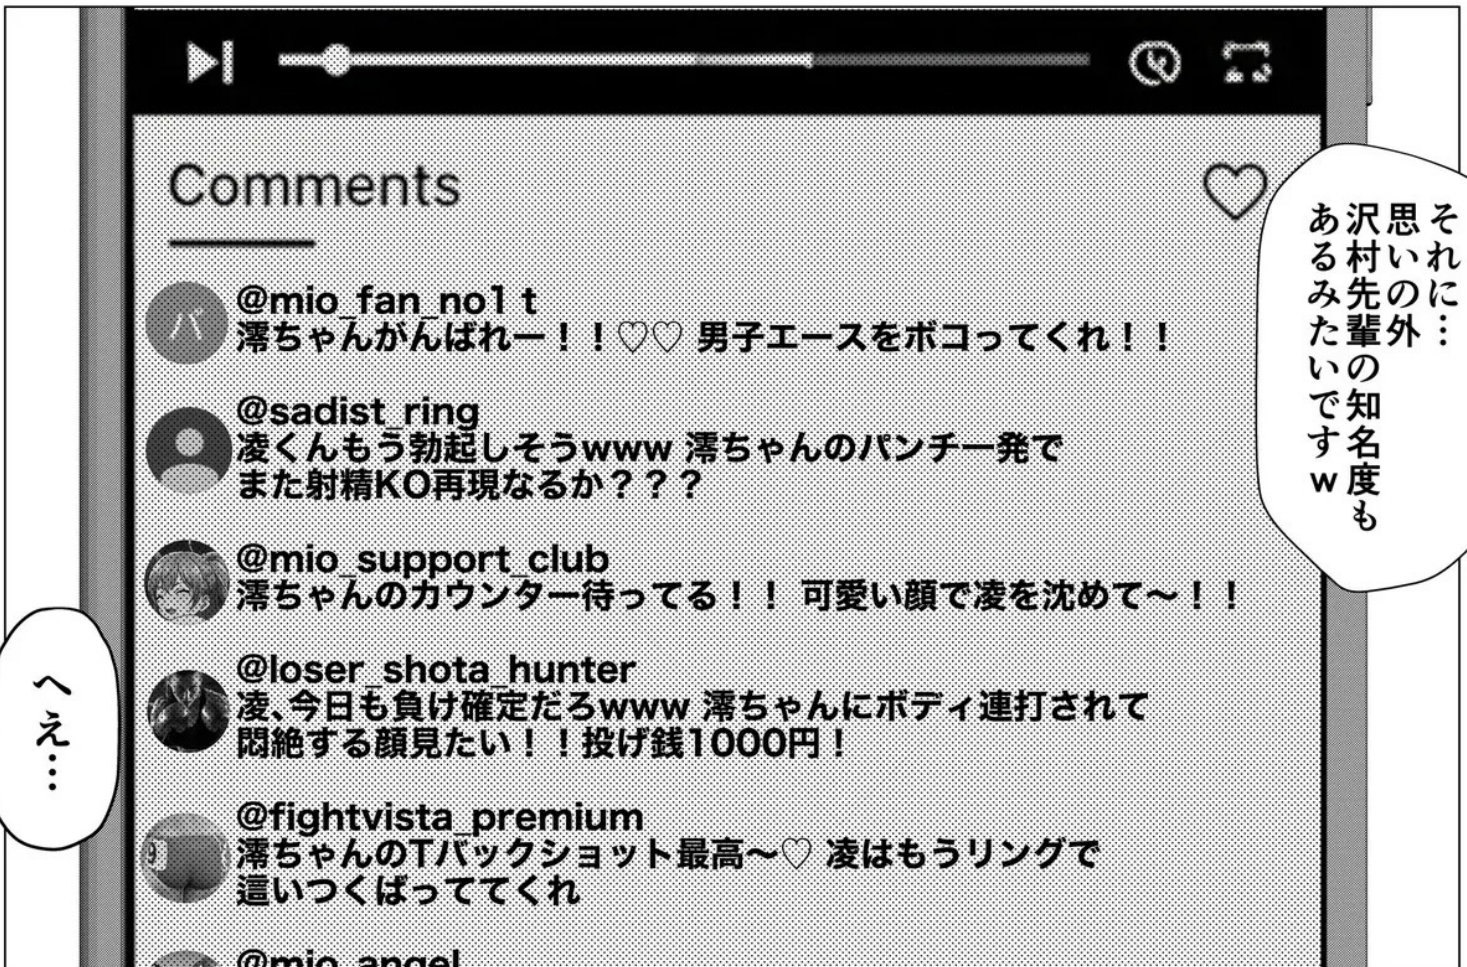 それに…
思いの外
沢村先輩の知名度も
あるみたいですｗ
Comments
@mio_fan_no1 t
バ
澪ちゃんがんばれー！！♡♡ 男子エースをボコってくれ！！
@sadist_ring
凌くんもう勃起しそうwww 澪ちゃんのパンチ一発で
また射精KO再現なるか？？？
@mio_support_club
澪ちゃんのカウンター待ってる！！ 可愛い顔で凌を沈めて～！！
@loser_shota_hunter
凌、今日も負け確定だろwww 澪ちゃんにボディ連打されて
悶絶する顔見たい！！投げ銭1000円！
@fightvista_premium
澪ちゃんのTバックショット最高～♡ 凌はもうリングで
這いつくばっててくれ
@mio_angel
へえ…